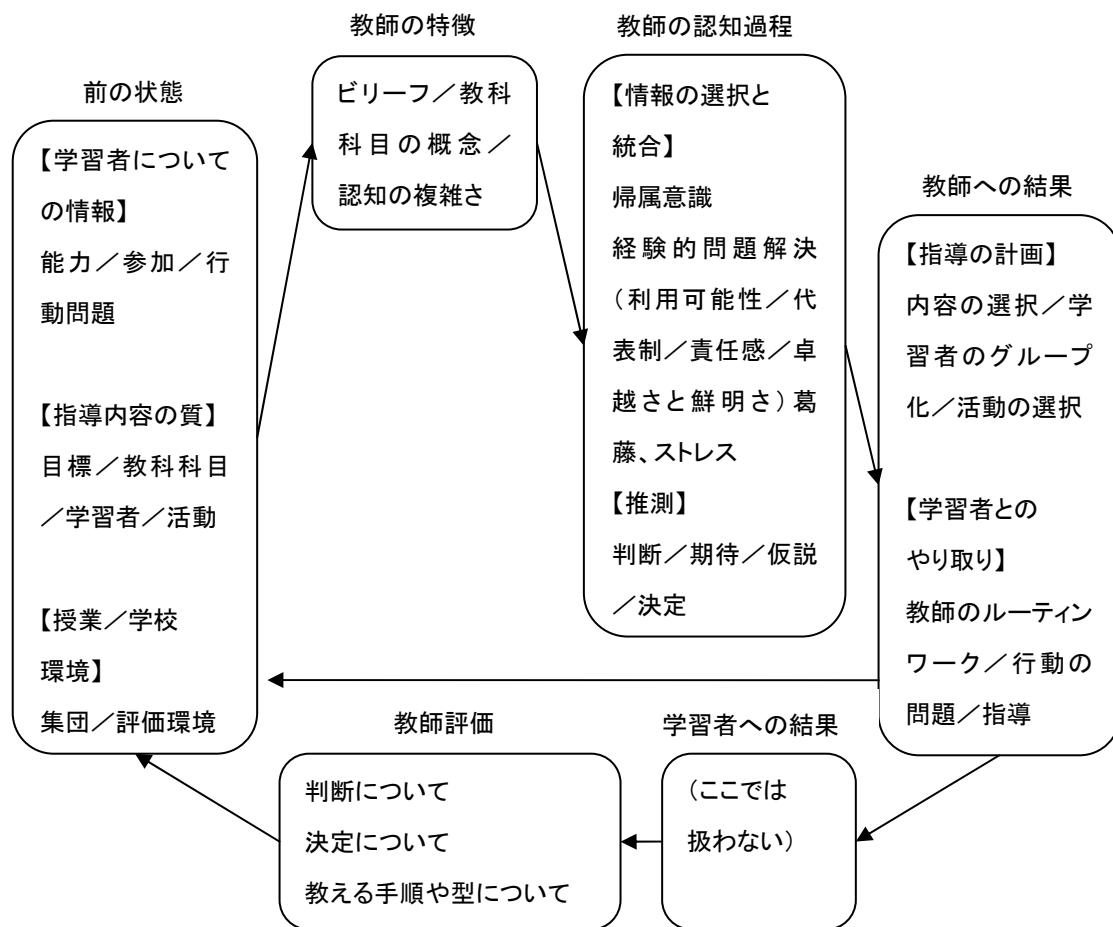 前の状態
【学習者について
の情報】
能力／参加／行
動問題
【指導内容の質】
目標／教科科目
／学習者／活動
【授業／学校
環境】
集団／評価環境
教師の特徴
ビリーフ／教科
科目の概念／
認知の複雑さ
教師の認知過程
【情報の選択と
統合】
帰属意識
経験的問題解決
（利用可能性／代
表制／責任感／卓
越さと鮮明さ）葛
藤、ストレス
【推測】
判断／期待／仮説
／決定
教師への結果
【指導の計画】
内容の選択／学
習者のグループ
化／活動の選択
【学習者との
やり取り】
教師のルーティン
ワーク／行動の
問題／指導
学習者への結果
（ここでは
扱わない）
教師評価
判断について
決定について
教える手順や型について